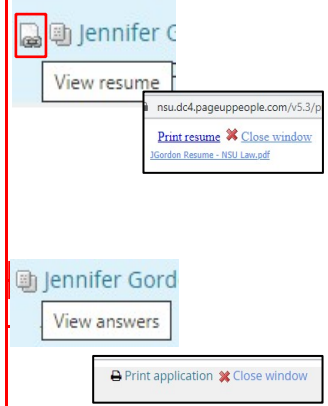 Jennifer G
View resume
nsu.dc4.pageuppeople.com/v5.3/p
Print resume Close window
JGordon Resume - NSU Law.pdf
Jennifer Gord
View answers
Print application Close window